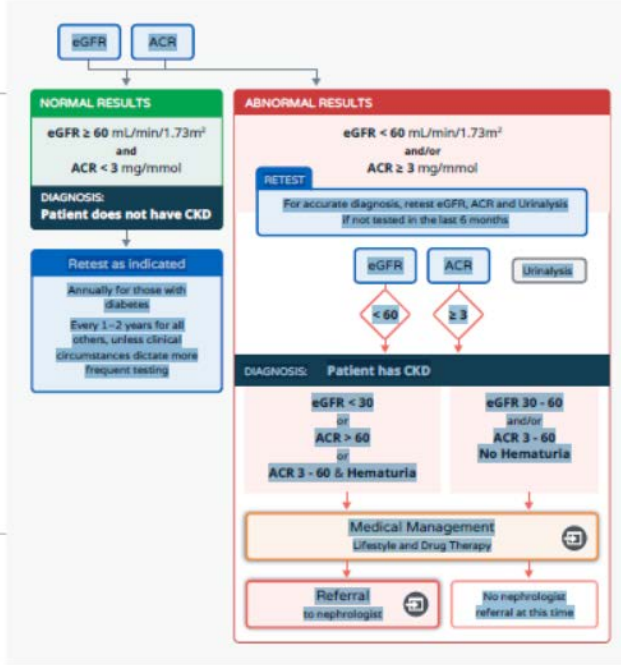 eGFR
ACR
NORMAL RESULTS
eGFR ≥ 60 mL/min/1.73m²
and
ACR < 3 mg/mmol
DIAGNOSIS:
Patient does not have CKD
Retest as indicated
Annually for those with
diabetes
Every 1–2 years for all
others, unless clinical
circumstances dictate more
frequent testing
ABNORMAL RESULTS
eGFR < 60 mL/min/1.73m²
and/or
ACR ≥ 3 mg/mmol
RETEST
For accurate diagnosis, retest eGFR, ACR and Urinalysis
if not tested in the last 6 months
eGFR
ACR
Urinalysis
< 60
≥ 3
DIAGNOSIS: Patient has CKD
eGFR < 30
or
ACR > 60
or
ACR 3 - 60 & Hematuria
eGFR 30 - 60
and/or
ACR 3 - 60
No Hematuria
Medical Management
Lifestyle and Drug Therapy
Referral
to nephrologist
No nephrologist
referral at this time